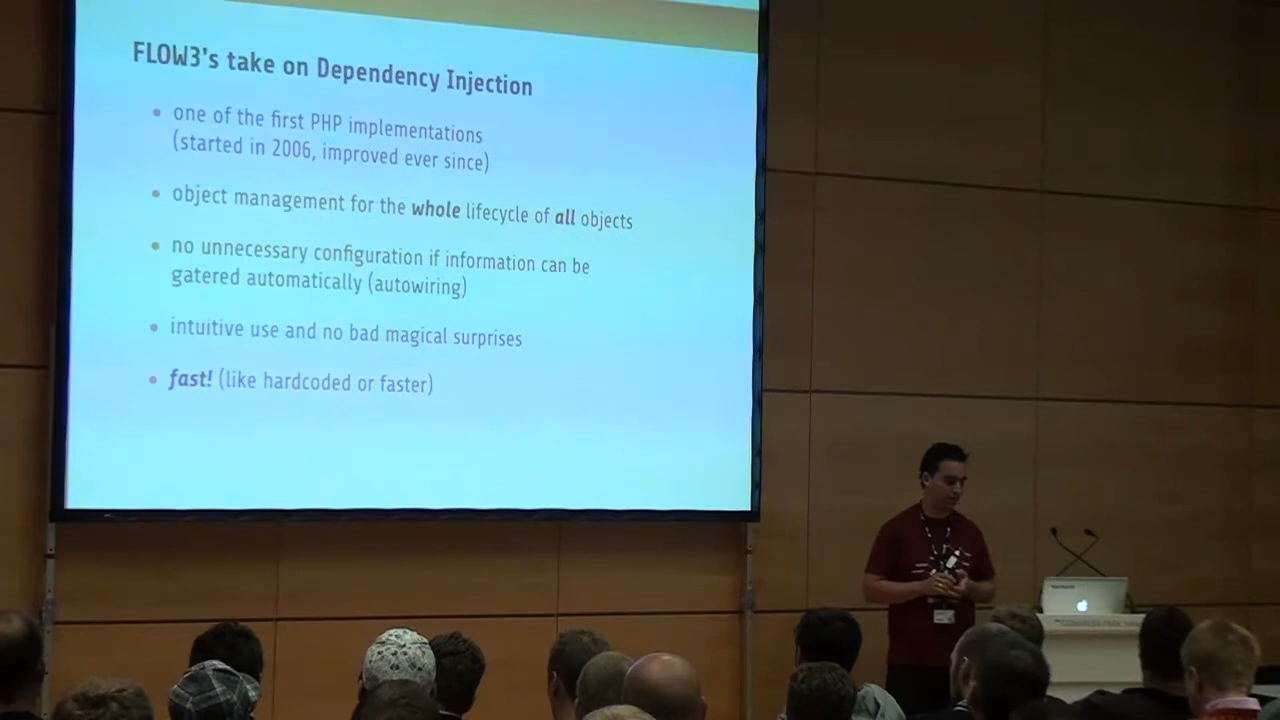 FLOW3's take on Dependency Injection
• one of the first PHP implementations
(started in 2006, improved ever since)
• object management for the whole lifecycle of all objects
• no unnecessary configuration if information can be
gatered automatically (autowiring)
• intuitive use and no bad magical surprises
• fast! (like hardcoded or faster)
CONGRESS PARK